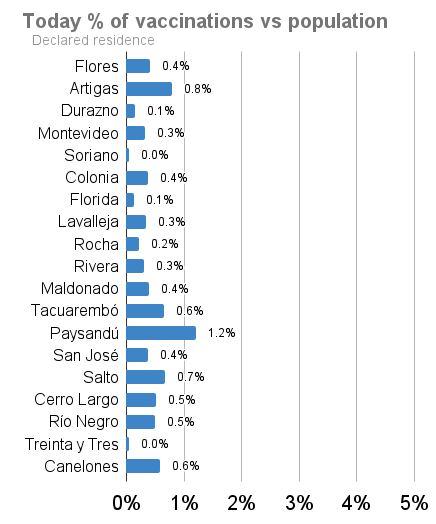 Today % of vaccinations vs population
Declared residence
Flores 0.4%
Artigas 0.8%
Durazno 0.1%
Montevideo 0.3%
Soriano 0.0%
Colonia 0.4%
Florida 0.1%
Lavalleja 0.3%
Rocha 0.2%
Rivera 0.3%
Maldonado 0.4%
Tacuarembó 0.6%
Paysandú 1.2%
San José 0.4%
Salto 0.7%
Cerro Largo 0.5%
Río Negro 0.5%
Treinta y Tres 0.0%
Canelones 0.6%
0% 1% 2% 3% 4% 5%